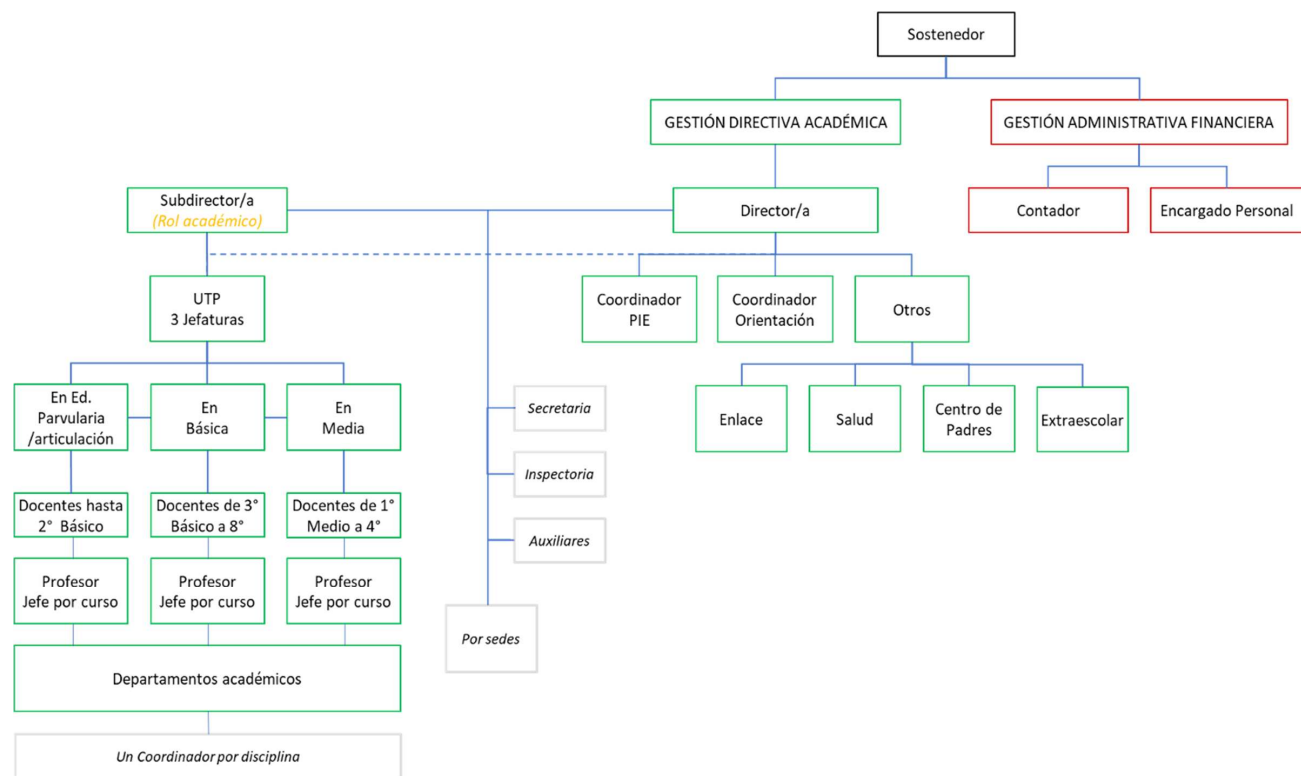 Sostenedor
GESTIÓN DIRECTIVA ACADÉMICA
GESTIÓN ADMINISTRATIVA FINANCIERA
Subdirector/a
(Rol académico)
Director/a
Contador
Encargado Personal
UTP
3 Jefaturas
Coordinador
PIE
Coordinador
Orientación
Otros
En Ed.
Parvularia
/articulación
En
Básica
En
Media
Secretaria
Enlace
Salud
Centro de
Padres
Extraescolar
Inspectoria
Docentes hasta
2° Básico
Docentes de 3°
Básico a 8°
Docentes de 1°
Medio a 4°
Auxiliares
Profesor
Jefe por curso
Profesor
Jefe por curso
Profesor
Jefe por curso
Por sedes
Departamentos académicos
Un Coordinador por disciplina